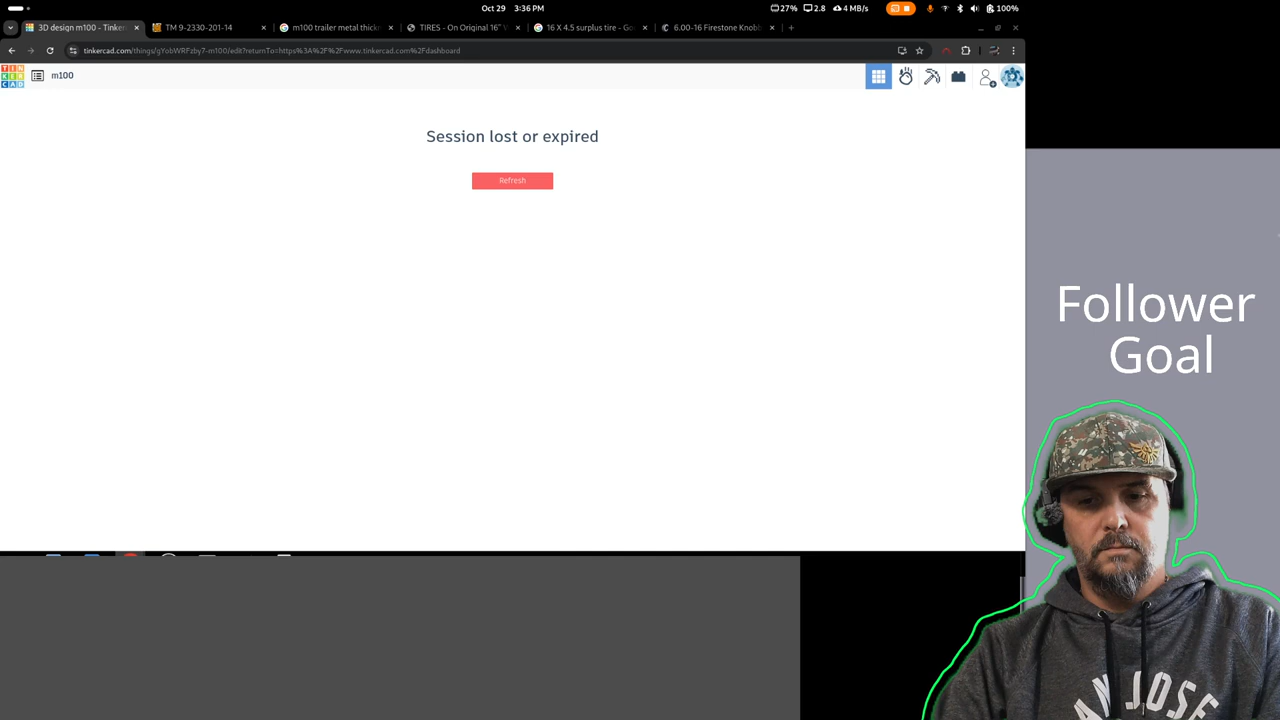 Oct 29 3:36 PM
27% 2.8 4 MB/s 100%
3D design m100 - Tinker
TM 9-2330-201-14
m100 trailer metal thick
TIRES - On Original 16"
16 X 4.5 surplus tire - Go
6.00-16 Firestone Knobb
tinkercad.com/things/gYobWRFzby7-m100/edit?returnTo=https%3A%2F%2Fwww.tinkercad.com%2Fdashboard
TIN
KER
CAD
m100
Session lost or expired
Refresh
Follower
Goal
AN JOSE